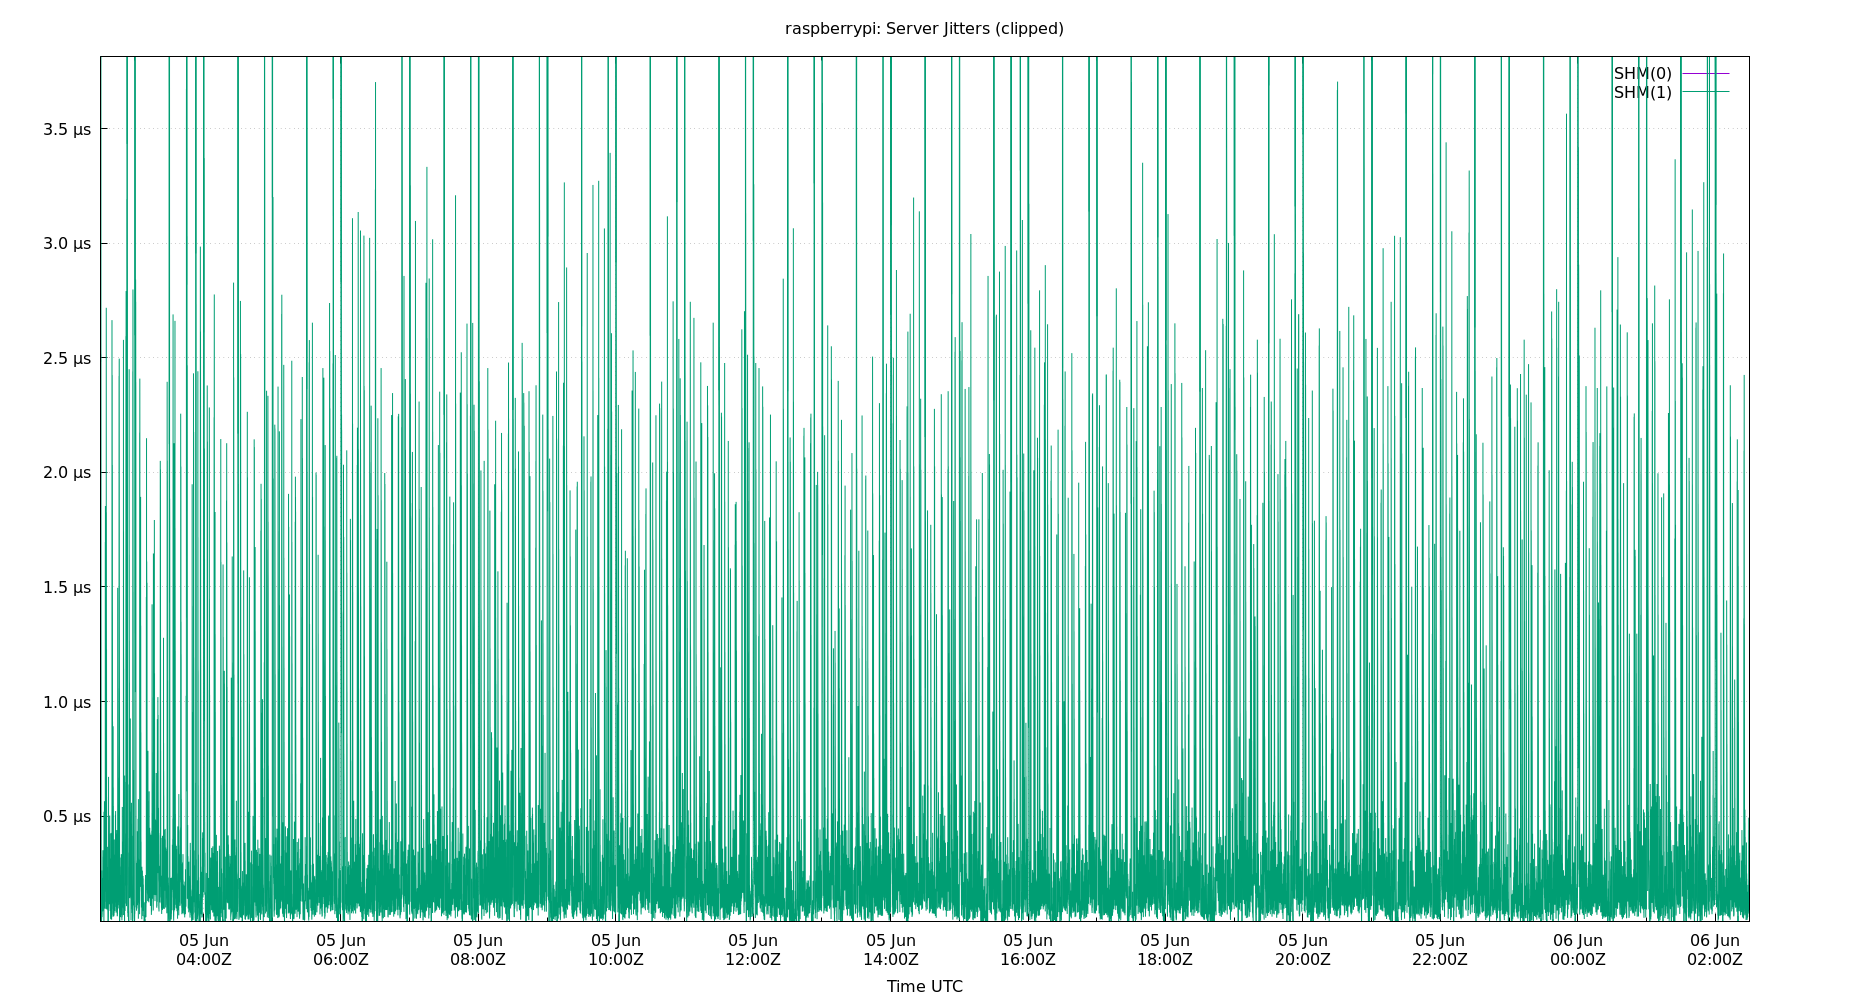 raspberrypi: Server Jitters (clipped)
SHM(0)
SHM(1)
3.5 μs
3.0 μs
2.5 μs
2.0 μs
1.5 μs
1.0 μs
0.5 μs
05 Jun 05 Jun 05 Jun 05 Jun 05 Jun 05 Jun 05 Jun 05 Jun 05 Jun 05 Jun 06 Jun 06 Jun
04:00Z 06:00Z 08:00Z 10:00Z 12:00Z 14:00Z 16:00Z 18:00Z 20:00Z 22:00Z 00:00Z 02:00Z
Time UTC